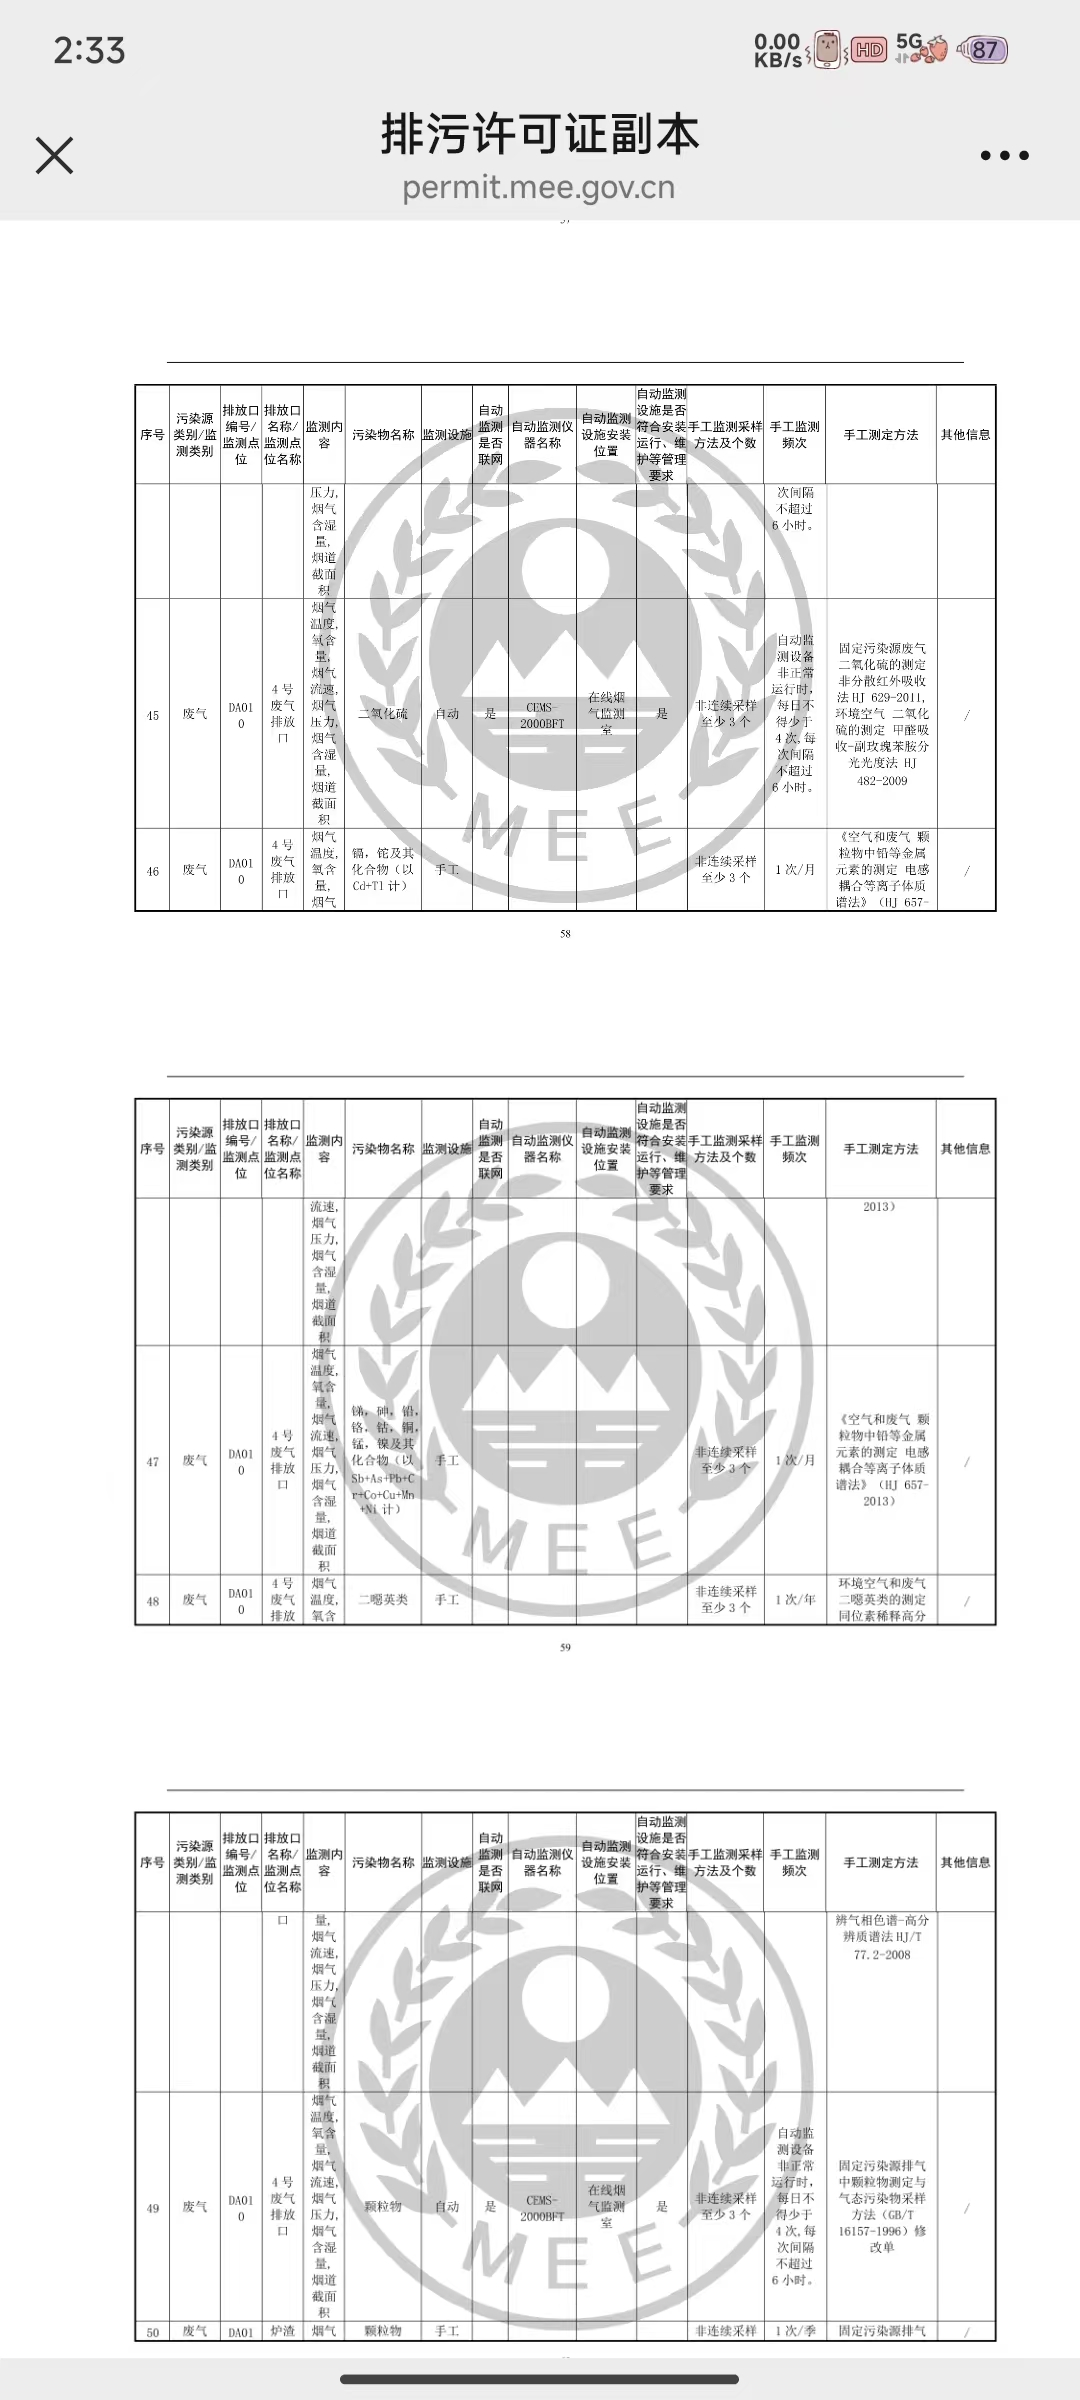 2:33
0.00
KB/s
HD
5G
87
排污许可证副本
permit.mee.gov.cn
序号
污染源
类别/监
测类别
排放口
编号/
监测点
位
排放口
名称/
监测点
位名称
监测内
容
污染物名称
监测设施
自动
监测
是否
联网
自动监测仪
器名称
自动监测
设施安装
位置
自动监测
设施是否
符合安装
运行、维
护等管理
要求
手工监测采样
方法及个数
手工监测
频次
手工测定方法
其他信息
压力,
烟气
含湿
量,
烟道
截面
积
次间隔
不超过
6 小时。
45
废气
DA01
0
4 号
废气
排放
口
烟气
温度,
氧含
量,
烟气
流速,
烟气
压力,
烟气
含湿
量,
烟道
截面
积
二氧化硫
自动
是
CEMS-
2000BFT
在线烟
气监测
室
是
非连续采样
至少 3 个
自动监
测设备
非正常
运行时,
每日不
得少于
4 次,每
次间隔
不超过
6 小时。
固定污染源废气
二氧化硫的测定
非分散红外吸收
法 HJ 629-2011,
环境空气 二氧化
硫的测定 甲醛吸
收-副玫瑰苯胺分
光光度法 HJ
482-2009
/
46
废气
DA01
0
4 号
废气
排放
口
烟气
温度,
氧含
量,
烟气
镉，铊及其
化合物（以
Cd+Tl 计）
手工
非连续采样
至少 3 个
1 次/月
《空气和废气 颗
粒物中铅等金属
元素的测定 电感
耦合等离子体质
谱法》（HJ 657-
/
MEE
58
序号
污染源
类别/监
测类别
排放口
编号/
监测点
位
排放口
名称/
监测点
位名称
监测内
容
污染物名称
监测设施
自动
监测
是否
联网
自动监测仪
器名称
自动监测
设施安装
位置
自动监测
设施是否
符合安装
运行、维
护等管理
要求
手工监测采样
方法及个数
手工监测
频次
手工测定方法
其他信息
流速,
烟气
压力,
烟气
含湿
量,
烟道
截面
积
2013）
47
废气
DA01
0
4 号
废气
排放
口
烟气
温度,
氧含
量,
烟气
流速,
烟气
压力,
烟气
含湿
量,
烟道
截面
积
锑，砷，铅，
铬，钴，铜，
锰，镍及其
化合物（以
Sb+As+Pb+C
r+Co+Cu+Mn
+Ni 计）
手工
非连续采样
至少 3 个
1 次/月
《空气和废气 颗
粒物中铅等金属
元素的测定 电感
耦合等离子体质
谱法》（HJ 657-
2013）
/
48
废气
DA01
0
4 号
废气
排放
烟气
温度,
氧含
二噁英类
手工
非连续采样
至少 3 个
1 次/年
环境空气和废气
二噁英类的测定
同位素稀释高分
/
MEE
59
序号
污染源
类别/监
测类别
排放口
编号/
监测点
位
排放口
名称/
监测点
位名称
监测内
容
污染物名称
监测设施
自动
监测
是否
联网
自动监测仪
器名称
自动监测
设施安装
位置
自动监测
设施是否
符合安装
运行、维
护等管理
要求
手工监测采样
方法及个数
手工监测
频次
手工测定方法
其他信息
口
量,
烟气
流速,
烟气
压力,
烟气
含湿
量,
烟道
截面
积
辨气相色谱-高分
辨质谱法 HJ/T
77.2-2008
49
废气
DA01
0
4 号
废气
排放
口
烟气
温度,
氧含
量,
烟气
流速,
烟气
压力,
烟气
含湿
量,
烟道
截面
积
颗粒物
自动
是
CEMS-
2000BFT
在线烟
气监测
室
是
非连续采样
至少 3 个
自动监
测设备
非正常
运行时,
每日不
得少于
4 次,每
次间隔
不超过
6 小时。
固定污染源排气
中颗粒物测定与
气态污染物采样
方法（GB/T
16157-1996）修
改单
/
50
废气
DA01
炉渣
烟气
颗粒物
手工
非连续采样
1 次/季
固定污染源排气
/
MEE